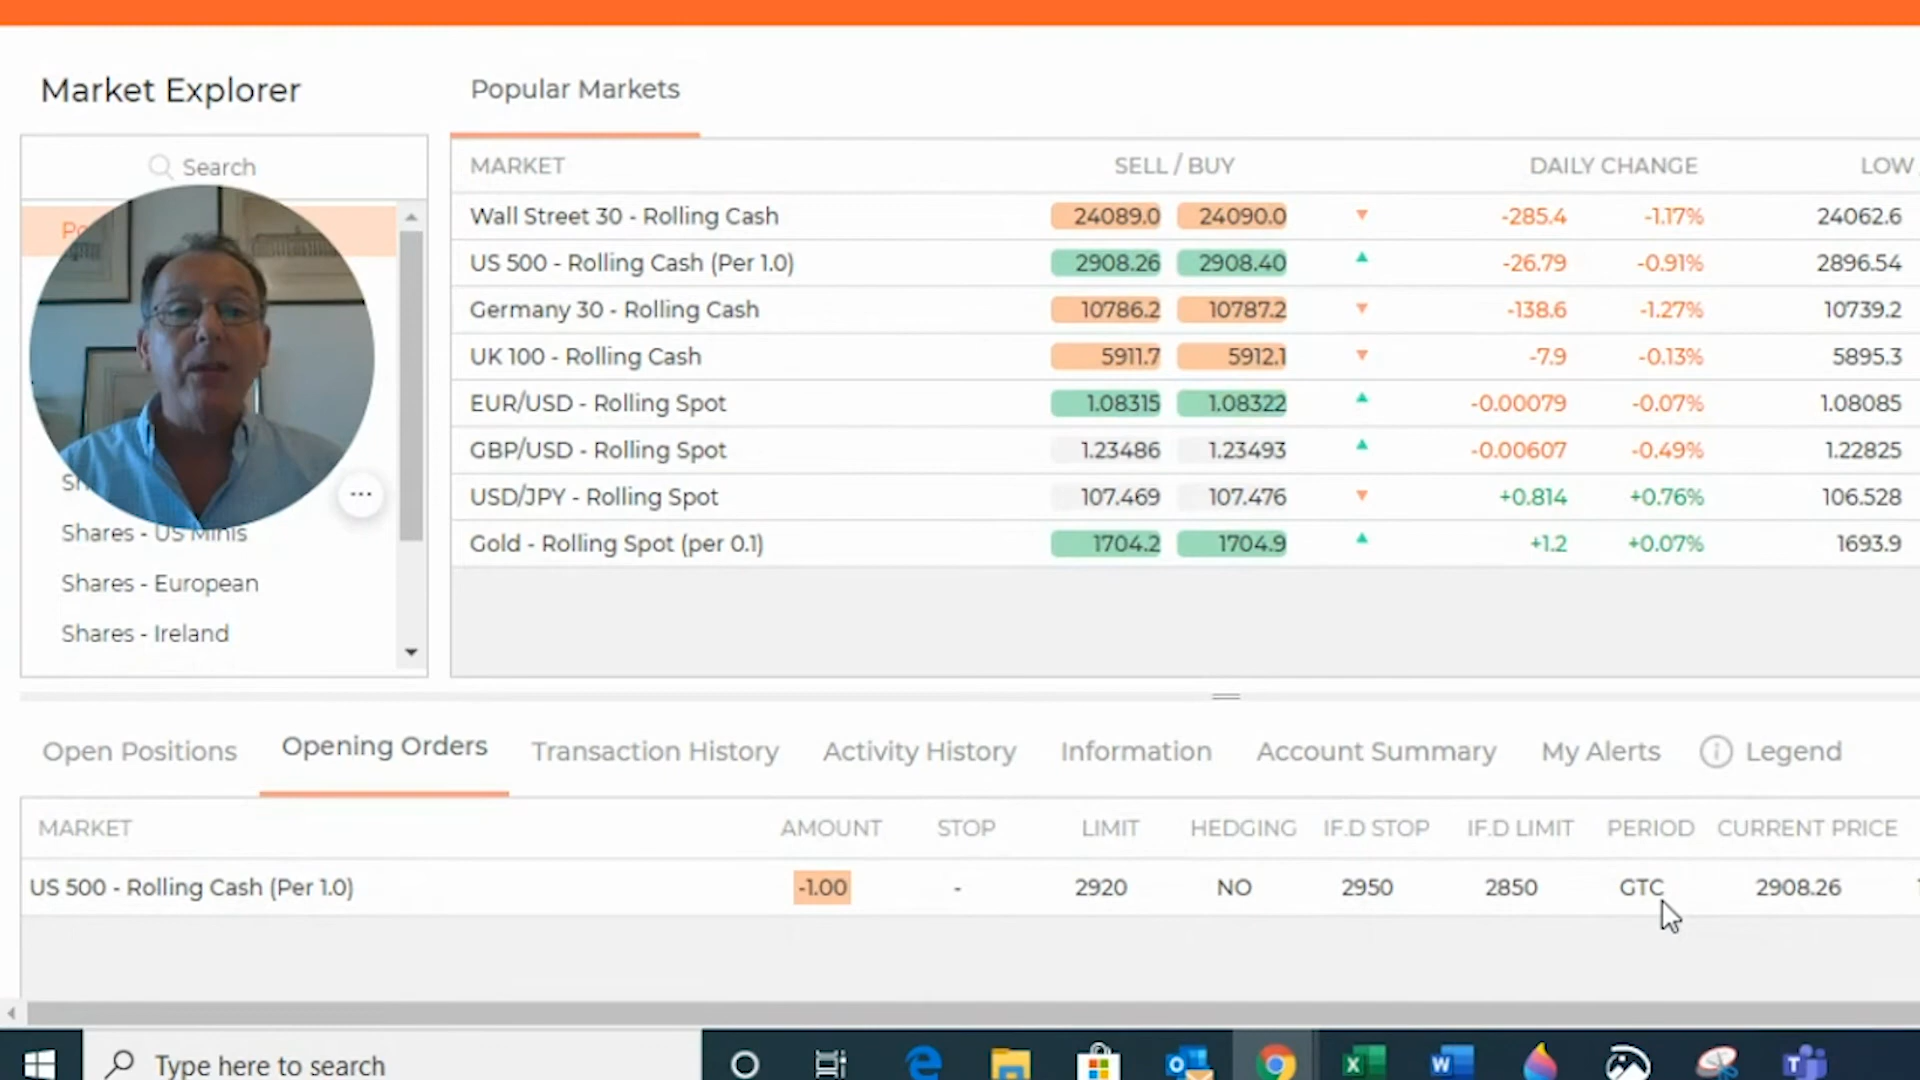 Market Explorer
Popular Markets
Search
Po
Sh
Shares - US Minis
Shares - European
Shares - Ireland
MARKET SELL / BUY DAILY CHANGE LOW
Wall Street 30 - Rolling Cash 24089.0 24090.0 -285.4 -1.17% 24062.6
US 500 - Rolling Cash (Per 1.0) 2908.26 2908.40 -26.79 -0.91% 2896.54
Germany 30 - Rolling Cash 10786.2 10787.2 -138.6 -1.27% 10739.2
UK 100 - Rolling Cash 5911.7 5912.1 -7.9 -0.13% 5895.3
EUR/USD - Rolling Spot 1.08315 1.08322 -0.00079 -0.07% 1.08085
GBP/USD - Rolling Spot 1.23486 1.23493 -0.00607 -0.49% 1.22825
USD/JPY - Rolling Spot 107.469 107.476 +0.814 +0.76% 106.528
Gold - Rolling Spot (per 0.1) 1704.2 1704.9 +1.2 +0.07% 1693.9
Open Positions Opening Orders Transaction History Activity History Information Account Summary My Alerts Legend
MARKET AMOUNT STOP LIMIT HEDGING IF.D STOP IF.D LIMIT PERIOD CURRENT PRICE
US 500 - Rolling Cash (Per 1.0) -1.00 - 2920 NO 2950 2850 GTC 2908.26
Type here to search